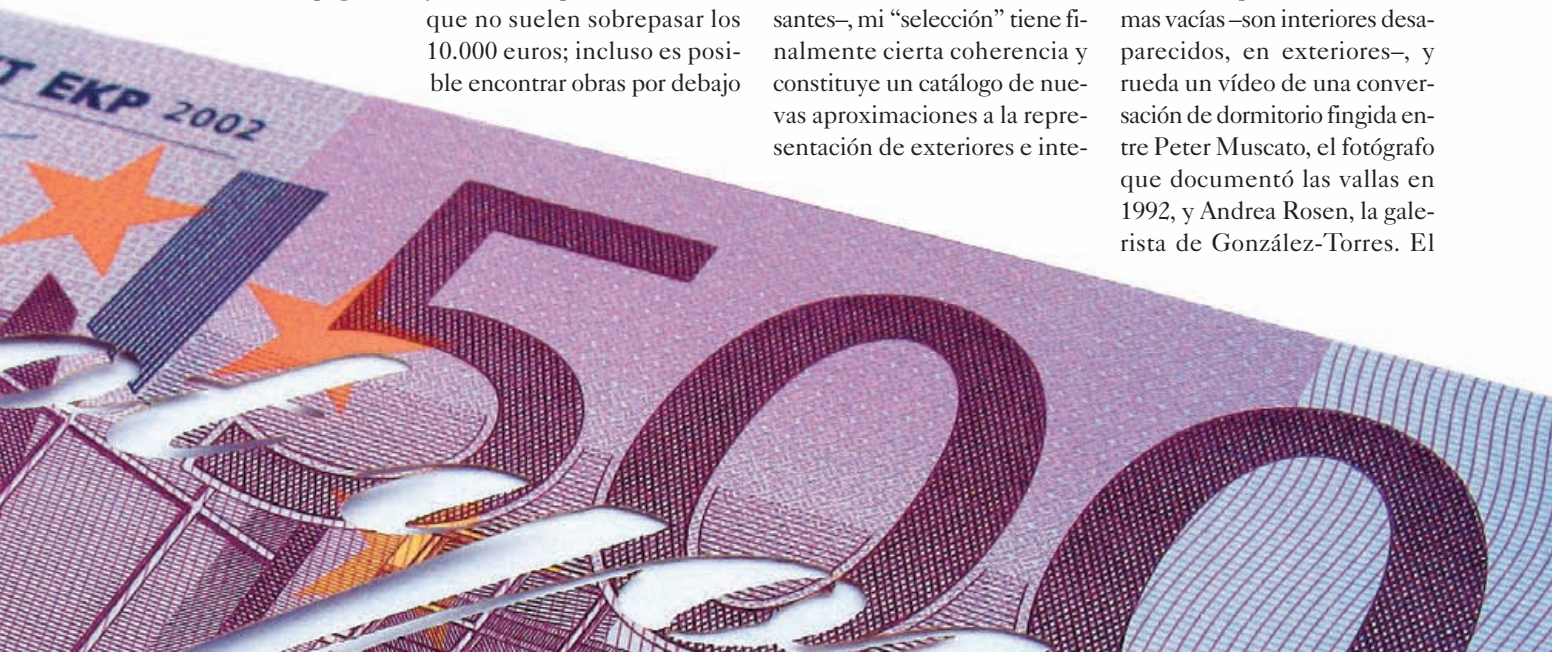 que no suelen sobrepasar los
10.000 euros; incluso es posi-
ble encontrar obras por debajo
santes–, mi “selección” tiene fi-
nalmente cierta coherencia y
constituye un catálogo de nue-
vas aproximaciones a la repre-
sentación de exteriores e inte-
mas vacías –son interiores desa-
parecidos, en exteriores–, y
rueda un vídeo de una conver-
sación de dormitorio fingida en-
tre Peter Muscato, el fotógrafo
que documentó las vallas en
1992, y Andrea Rosen, la gale-
rista de González-Torres. El
EKP 2002
500